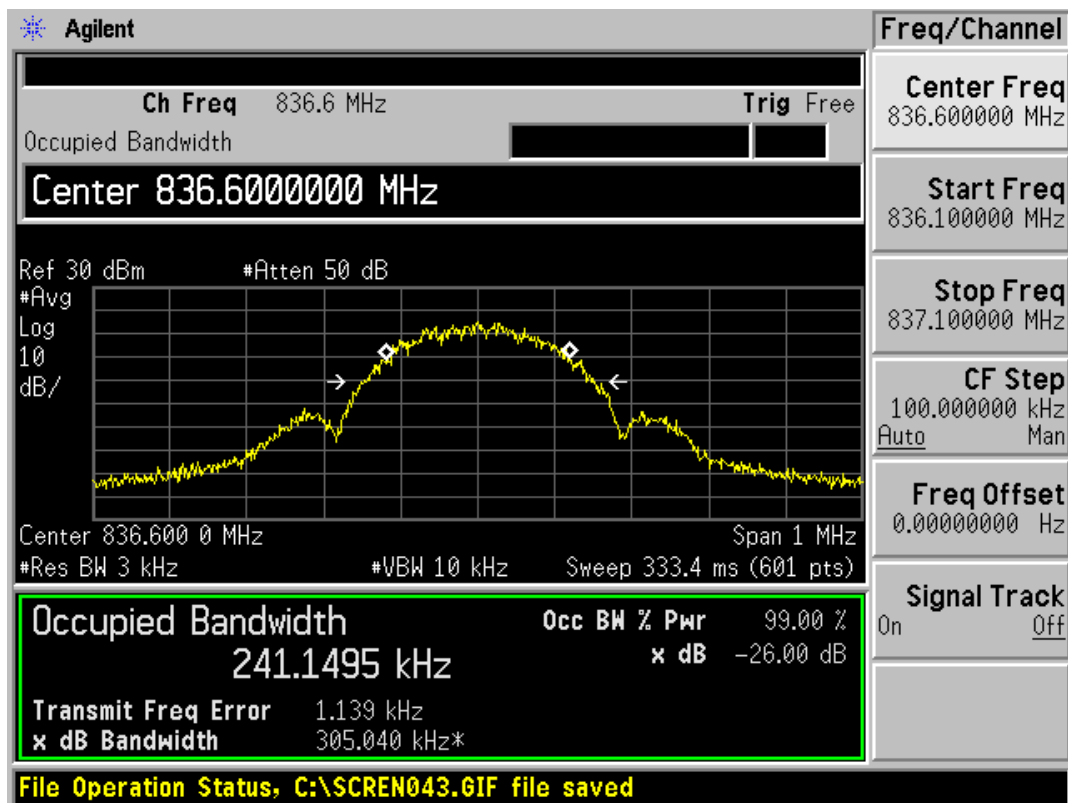 Agilent
Freq/Channel
Ch Freq 836.6 MHz Trig Free
Occupied Bandwidth
Center 836.6000000 MHz
Ref 30 dBm #Atten 50 dB
#Avg
Log
10
dB/
Center 836.600 0 MHz Span 1 MHz
#Res BW 3 kHz #VBW 10 kHz Sweep 333.4 ms (601 pts)
Occupied Bandwidth Occ BW % Pwr 99.00 %
241.1495 kHz x dB -26.00 dB
Transmit Freq Error 1.139 kHz
x dB Bandwidth 305.040 kHz*
Center Freq
836.600000 MHz
Start Freq
836.100000 MHz
Stop Freq
837.100000 MHz
CF Step
100.000000 kHz
Auto Man
Freq Offset
0.00000000 Hz
Signal Track
On Off
File Operation Status, C:\SCREN043.GIF file saved